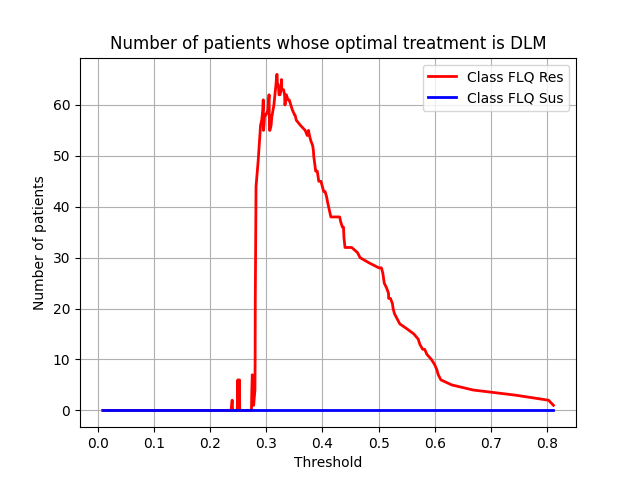 Number of patients whose optimal treatment is DLM
Class FLQ Res
Class FLQ Sus
Number of patients
60
50
40
30
20
10
0
0.0 0.1 0.2 0.3 0.4 0.5 0.6 0.7 0.8
Threshold